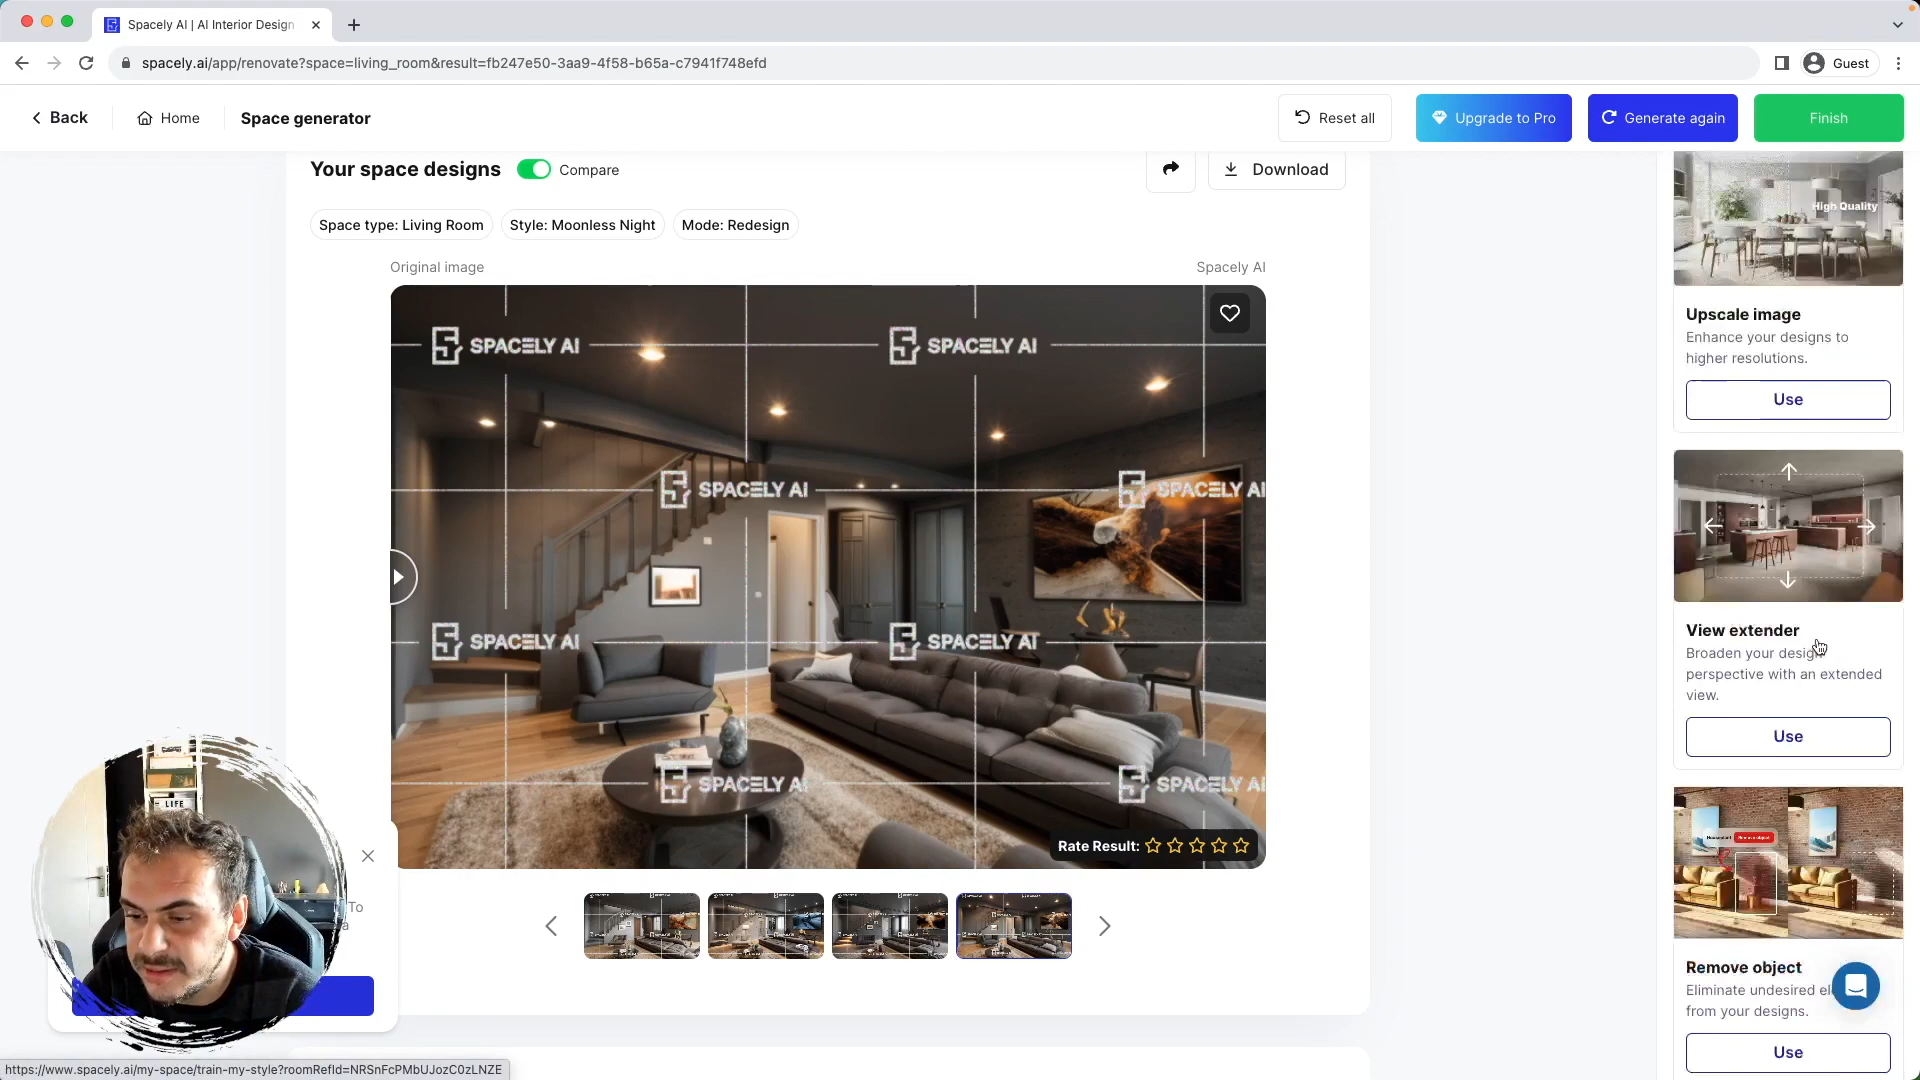 Spacely AI | AI Interior Design
spacely.ai/app/renovate?space=living_room&result=fb247e50-3aa9-4f58-b65a-c7941f748efd
Guest
Back
Home
Space generator
Reset all
Upgrade to Pro
Generate again
Finish
Your space designs
Compare
Download
Space type: Living Room
Style: Moonless Night
Mode: Redesign
Original image
Spacely AI
SPACELY AI
SPACELY AI
SPACELY AI
SPACELY AI
SPACELY AI
SPACELY AI
SPACELY AI
SPACELY AI
Rate Result:
High Quality
Upscale image
Enhance your designs to
higher resolutions.
Use
View extender
Broaden your design
perspective with an extended
view.
Use
Remove object
Remove object
Eliminate undesired el
from your designs.
Use
LIFE
To
a
https://www.spacely.ai/my-space/train-my-style?roomRefId=NRSnFcPMbUJozC0zLNZE